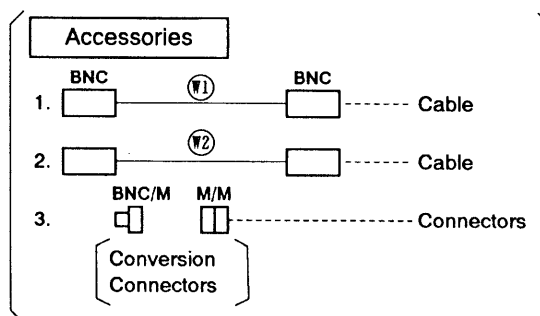 Accessories
BNC BNC
1. W1 Cable
2. W2 Cable
BNC/M M/M
3. Connectors
Conversion
Connectors